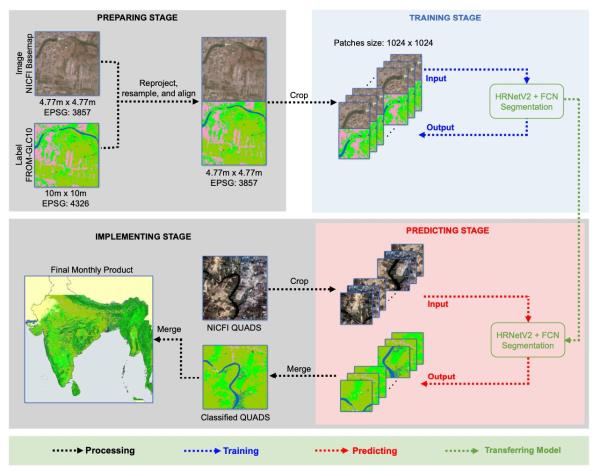 PREPARING STAGE
TRAINING STAGE
Image
NICFI Basemap
4.77m x 4.77m
EPSG: 3857
Reproject,
resample, and align
Label
FROM-GLC10
10m x 10m
EPSG: 4326
4.77m x 4.77m
EPSG: 3857
Crop
Patches size: 1024 x 1024
Input
HRNetV2 + FCN
Segmentation
Output
IMPLEMENTING STAGE
PREDICTING STAGE
Final Monthly Product
Merge
NICFI QUADS
Crop
Input
HRNetV2 + FCN
Segmentation
Output
Merge
Classified QUADS
Processing
Training
Predicting
Transferring Model